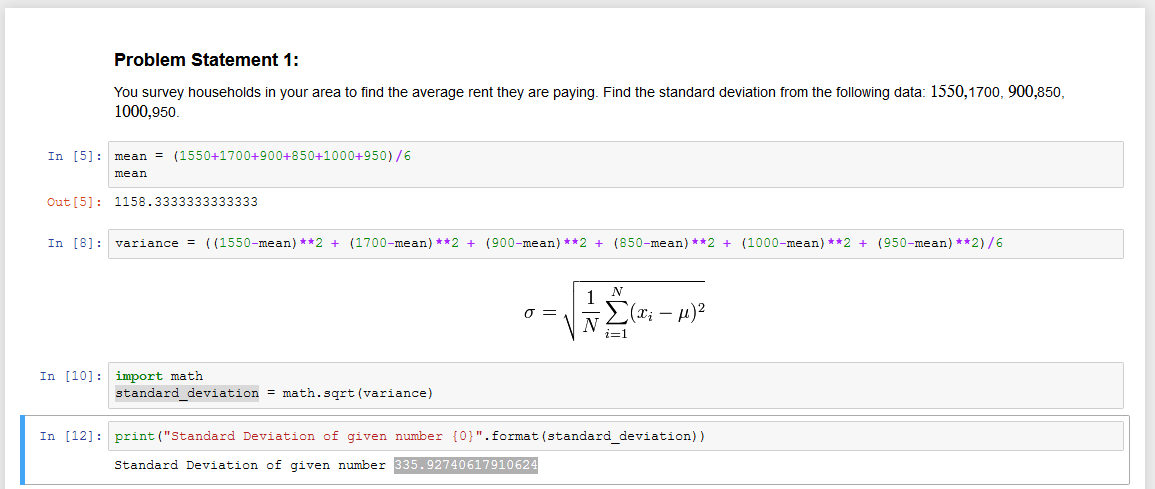 Problem Statement 1:
You survey households in your area to find the average rent they are paying. Find the standard deviation from the following data: 1550,1700, 900,850,
1000,950.
In [5]: mean = (1550+1700+900+850+1000+950)/6
mean
Out[5]: 1158.3333333333333
In [8]: variance = ((1550-mean)**2 + (1700-mean)**2 + (900-mean)**2 + (850-mean)**2 + (1000-mean)**2 + (950-mean)**2)/6
σ = √(1/N ∑_{i=1}^{N} (x_i − μ)²)
In [10]: import math
standard_deviation = math.sqrt(variance)
In [12]: print("Standard Deviation of given number {0}".format(standard_deviation))
Standard Deviation of given number 335.92740617910624